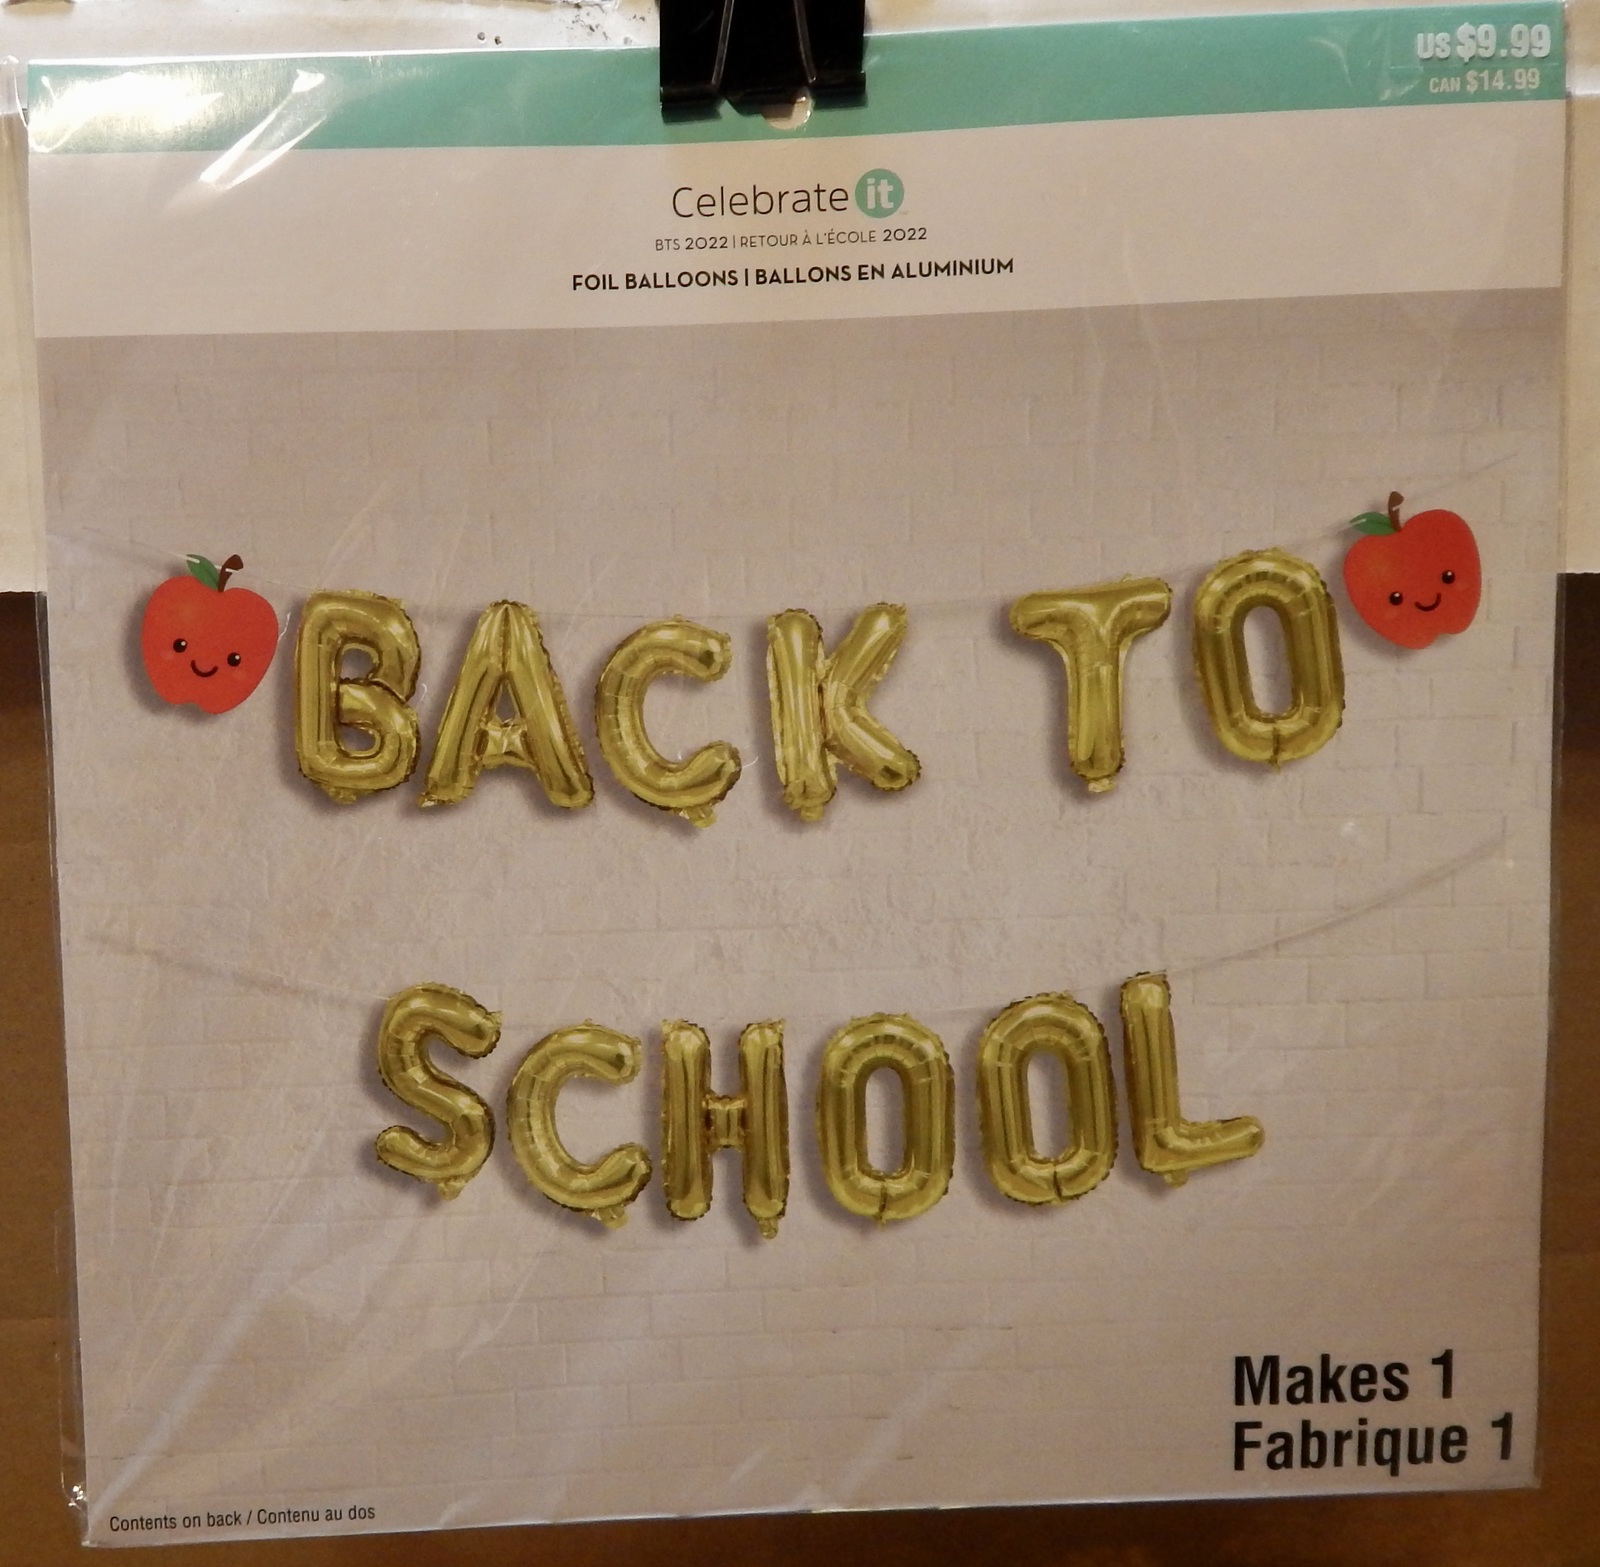 US $9.99
CAN $14.99
Celebrate it
BTS 2022 | RETOUR À L'ÉCOLE 2022
FOIL BALLOONS | BALLONS EN ALUMINIUM
BACK TO
SCHOOL
Makes 1
Fabrique 1
Contents on back / Contenu au dos